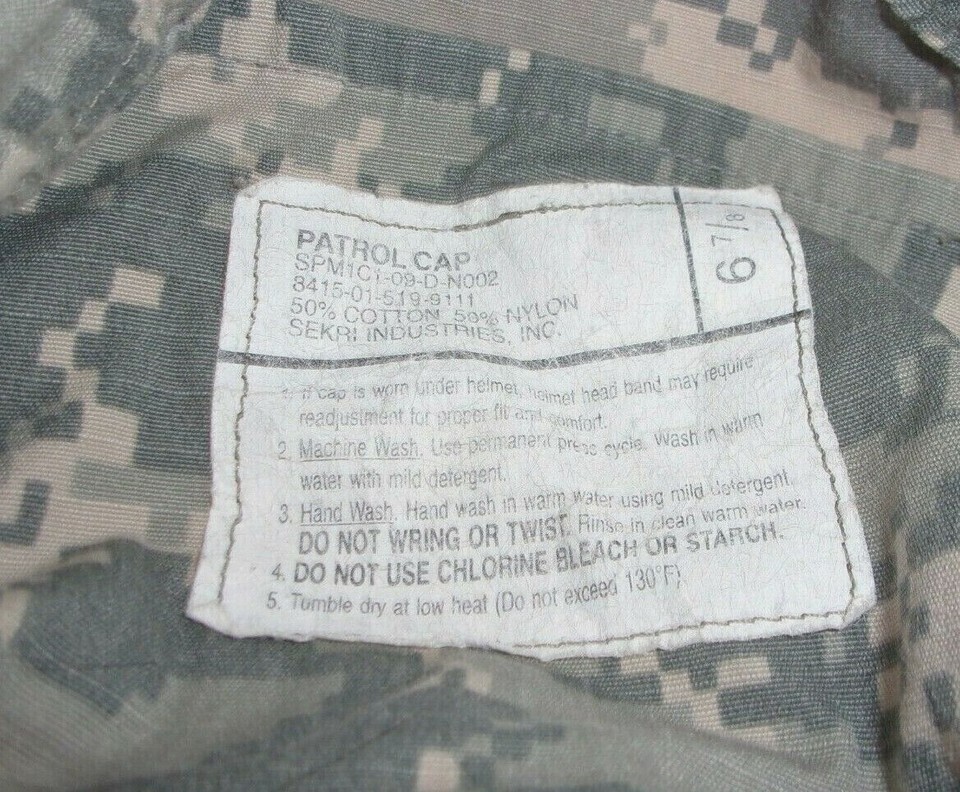 PATROL CAP
SPM1C1-09-D-N002
8415-01-519-9111
50% COTTON 50% NYLON
SEKRI INDUSTRIES, INC.
6 7/8
1. If cap is worn under helmet, helmet head band may require
readjustment for proper fit and comfort.
2. Machine Wash. Use permanent press cycle. Wash in warm
water with mild detergent.
3. Hand Wash. Hand wash in warm water using mild detergent.
DO NOT WRING OR TWIST. Rinse in clean warm water.
4. DO NOT USE CHLORINE BLEACH OR STARCH.
5. Tumble dry at low heat (Do not exceed 130°F)